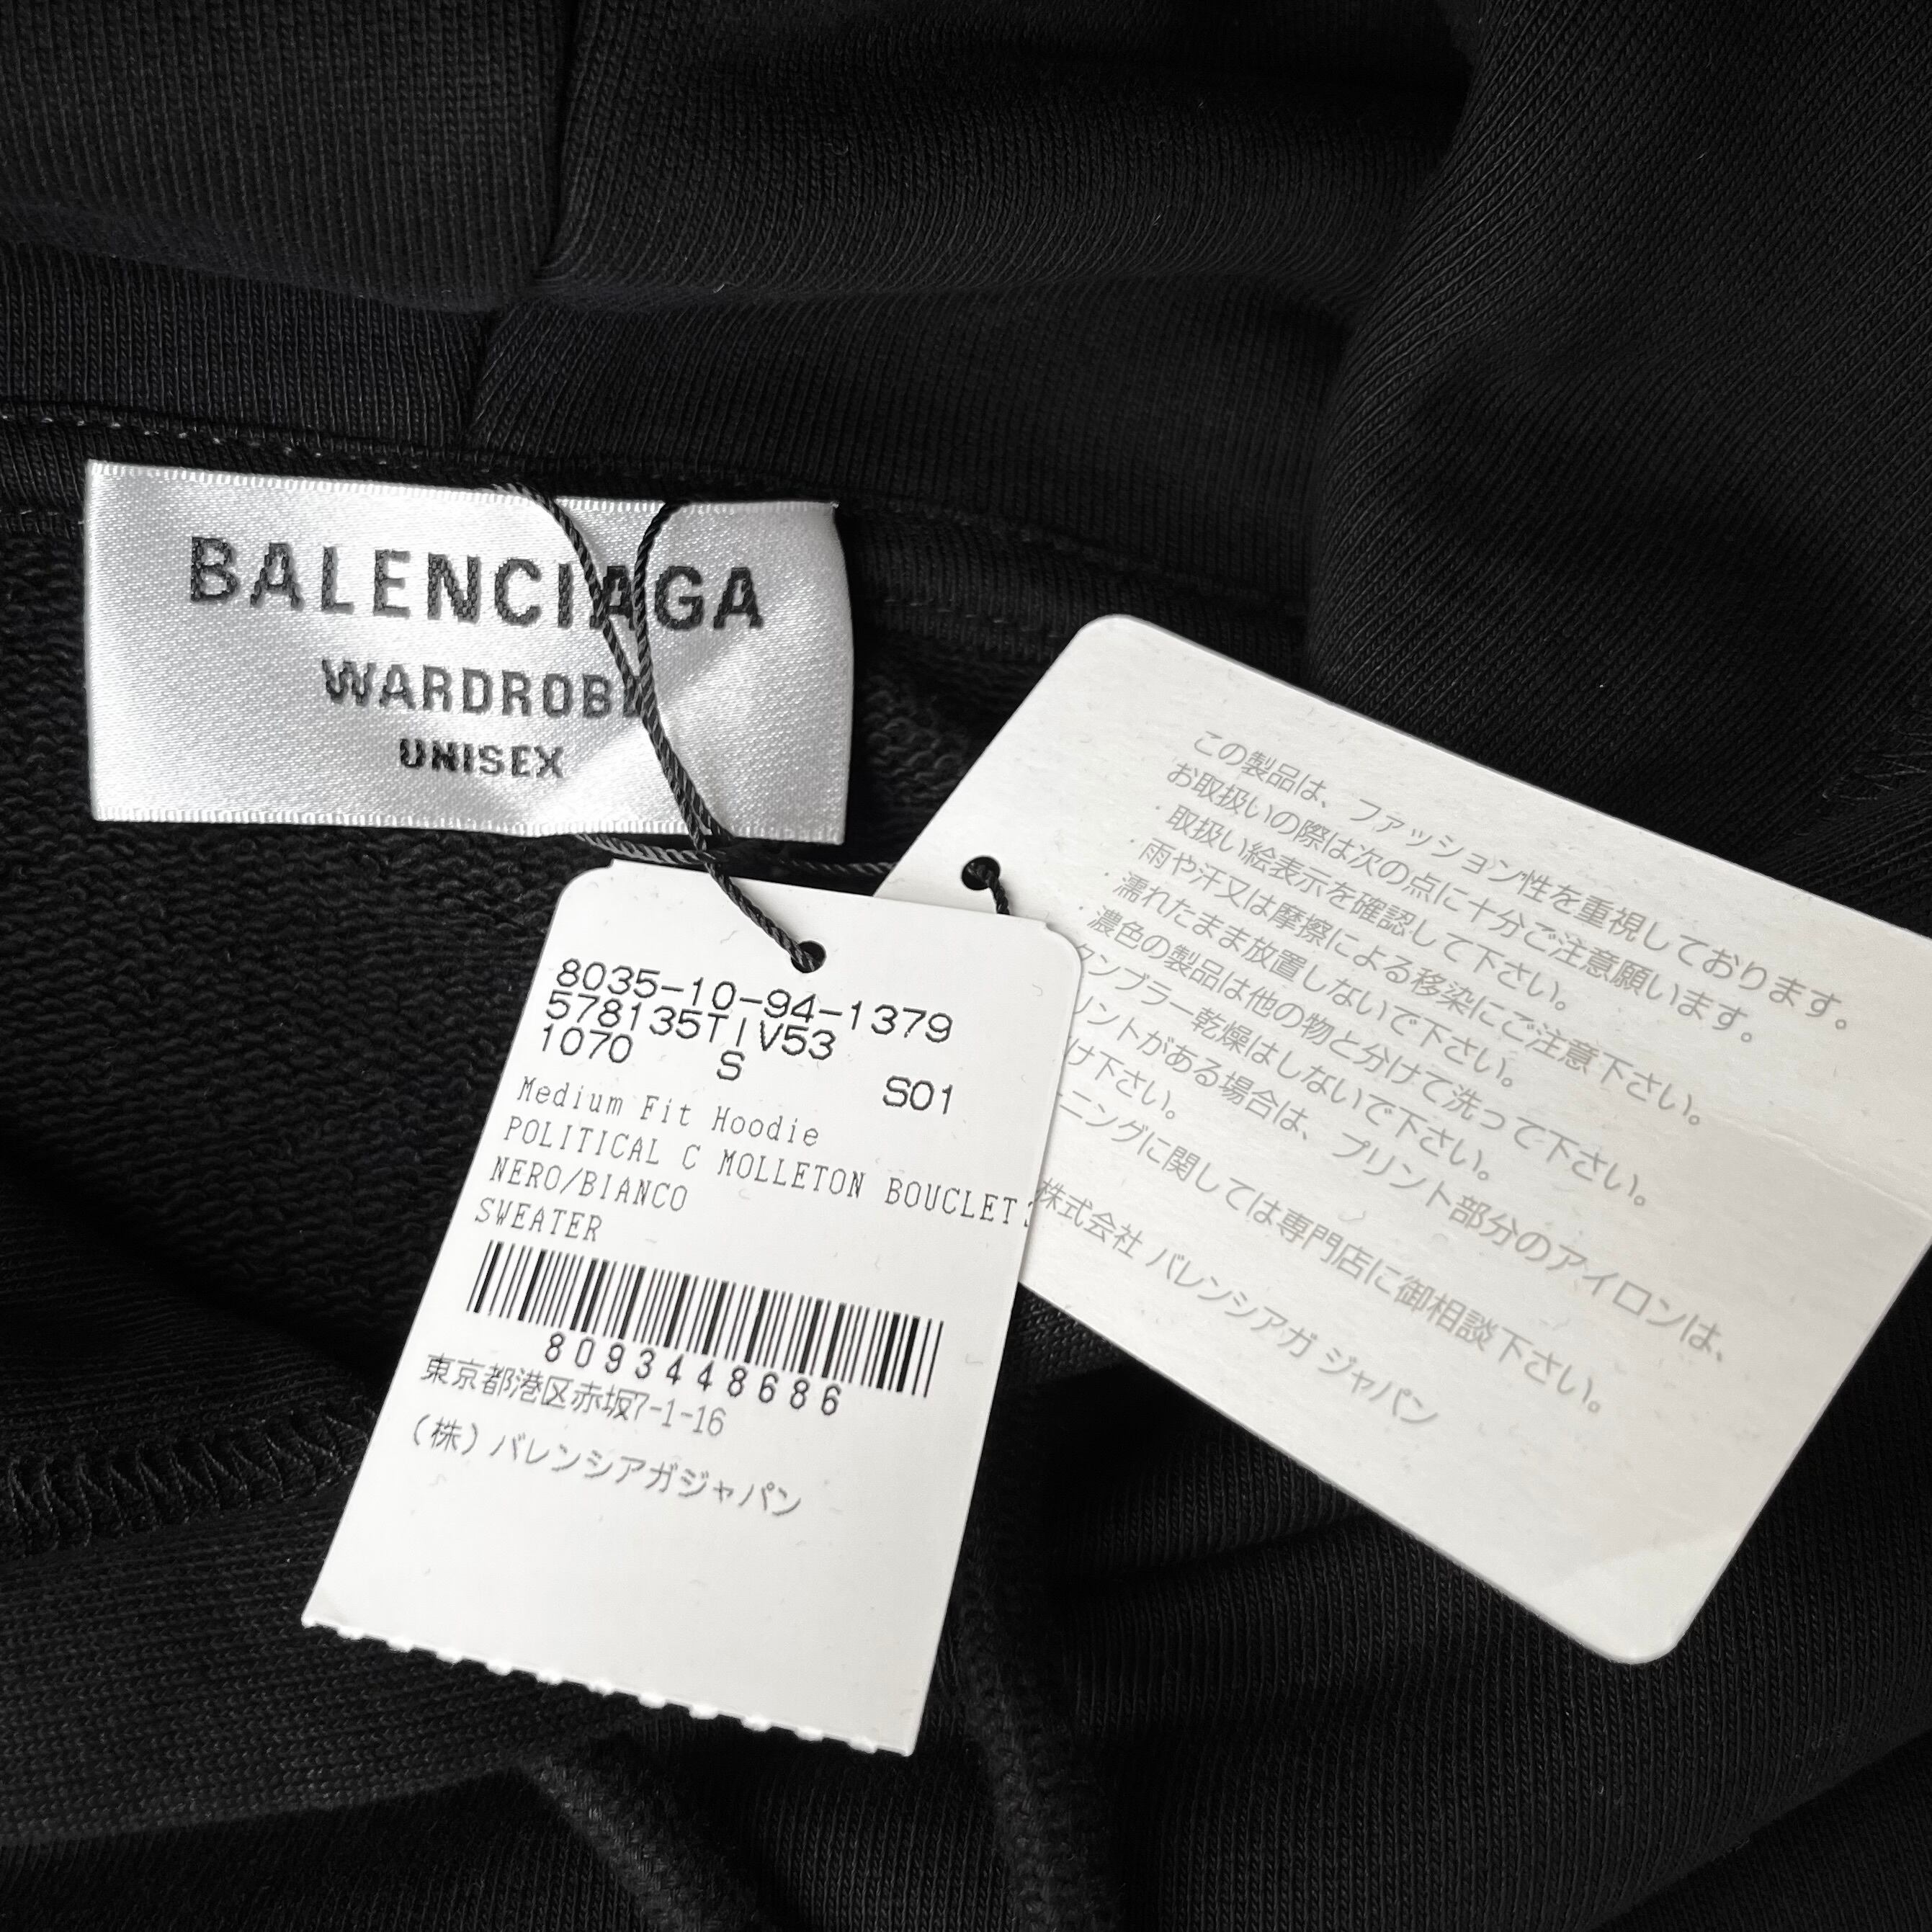 BALENCIAGA
WARDROBE
UNISEX
8035-10-94-1379
578135TIV53
1070 S S01
Medium Fit Hoodie
POLITICAL C MOLLETON BOUCLET
NERO/BIANCO
SWEATER
8093448686
東京都港区赤坂7-1-16
(株)バレンシアガジャパン
この製品は、ファッション性を重視しております。
お取扱いの際は次の点に十分ご注意願います。
・取扱い絵表示を確認して下さい。
・雨や汗又は摩擦による移染にご注意下さい。
・濡れたまま放置しないで下さい。
・濃色の製品は他の物と分けて洗って下さい。
タンブラー乾燥はしないで下さい。
リントがある場合は、プリント部分のアイロンは、
け下さい。
ニングに関しては専門店に御相談下さい。
株式会社 バレンシアガ ジャパン